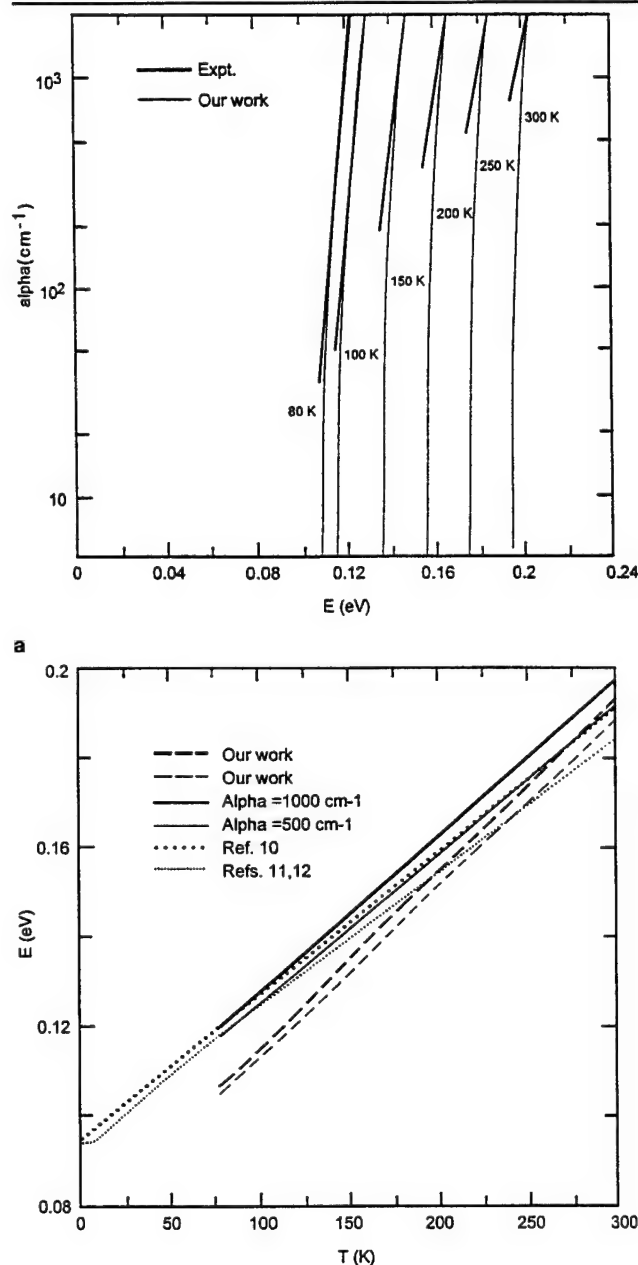 10³
10²
10
alpha(cm⁻¹)
Expt.
Our work
80 K
100 K
150 K
200 K
250 K
300 K
0
0.04
0.08
0.12
0.16
0.2
0.24
E (eV)
a
0.2
0.16
0.12
0.08
E (eV)
Our work
Our work
Alpha =1000 cm-1
Alpha =500 cm-1
Ref. 10
Refs. 11,12
0
50
100
150
200
250
300
T (K)